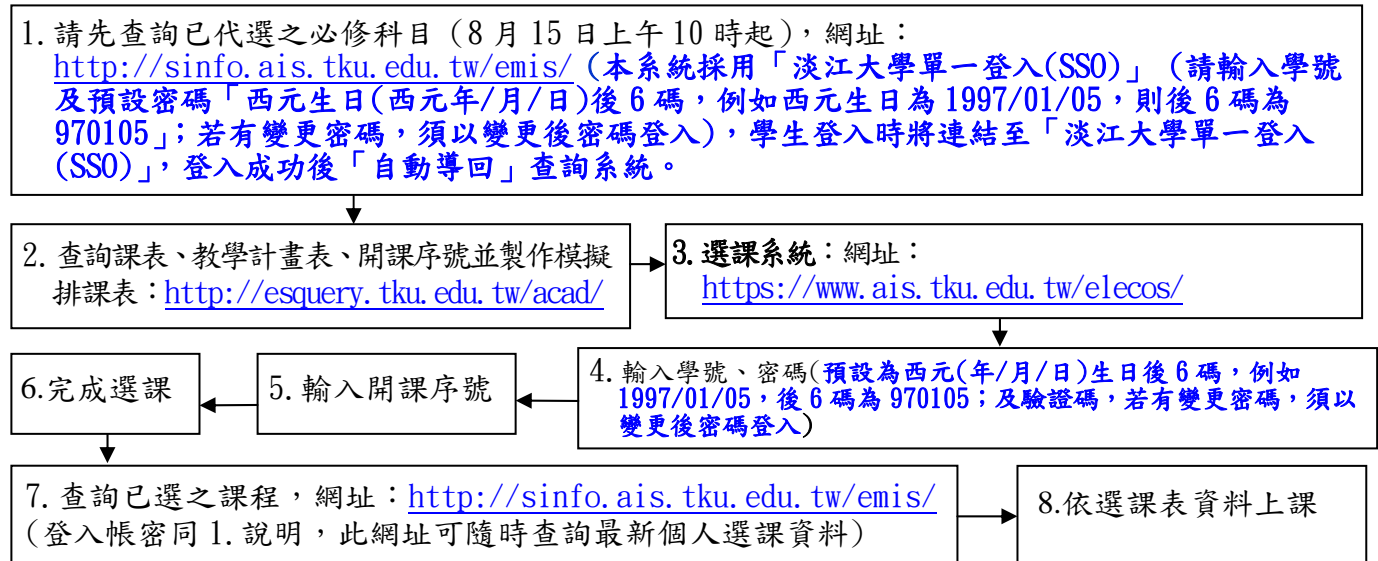 1.請先查詢已代選之必修科目（8月15日上午10時起），網址：
http://sinfo.ais.tku.edu.tw/emis/（本系統採用「淡江大學單一登入(SSO)」（請輸入學號
及預設密碼「西元生日(西元年/月/日)後6碼，例如西元生日為1997/01/05，則後6碼為
970105」；若有變更密碼，須以變更後密碼登入），學生登入時將連結至「淡江大學單一登入
(SSO)」，登入成功後「自動導回」查詢系統。
2. 查詢課表、教學計畫表、開課序號並製作模擬
排課表：http://esquery.tku.edu.tw/acad/
3.選課系統：網址：
https://www.ais.tku.edu.tw/elecos/
4.輸入學號、密碼(預設為西元(年/月/日)生日後6碼，例如
1997/01/05，後6碼為970105；及驗證碼，若有變更密碼，須以
變更後密碼登入)
5.輸入開課序號
6.完成選課
7.查詢已選之課程，網址：http://sinfo.ais.tku.edu.tw/emis/
（登入帳密同1.說明，此網址可隨時查詢最新個人選課資料）
8.依選課表資料上課